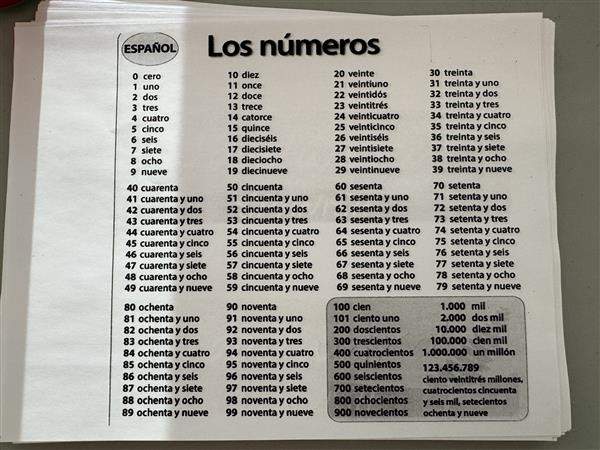 ESPAÑOL
Los números
0 cero
1 uno
2 dos
3 tres
4 cuatro
5 cinco
6 seis
7 siete
8 ocho
9 nueve
10 diez
11 once
12 doce
13 trece
14 catorce
15 quince
16 dieciséis
17 diecisiete
18 dieciocho
19 diecinueve
20 veinte
21 veintiuno
22 veintidós
23 veintitrés
24 veinticuatro
25 veinticinco
26 veintiséis
27 veintisiete
28 veintiocho
29 veintinueve
30 treinta
31 treinta y uno
32 treinta y dos
33 treinta y tres
34 treinta y cuatro
35 treinta y cinco
36 treinta y seis
37 treinta y siete
38 treinta y ocho
39 treinta y nueve
40 cuarenta
41 cuarenta y uno
42 cuarenta y dos
43 cuarenta y tres
44 cuarenta y cuatro
45 cuarenta y cinco
46 cuarenta y seis
47 cuarenta y siete
48 cuarenta y ocho
49 cuarenta y nueve
50 cincuenta
51 cincuenta y uno
52 cincuenta y dos
53 cincuenta y tres
54 cincuenta y cuatro
55 cincuenta y cinco
56 cincuenta y seis
57 cincuenta y siete
58 cincuenta y ocho
59 cincuenta y nueve
60 sesenta
61 sesenta y uno
62 sesenta y dos
63 sesenta y tres
64 sesenta y cuatro
65 sesenta y cinco
66 sesenta y seis
67 sesenta y siete
68 sesenta y ocho
69 sesenta y nueve
70 setenta
71 setenta y uno
72 setenta y dos
73 setenta y tres
74 setenta y cuatro
75 setenta y cinco
76 setenta y seis
77 setenta y siete
78 setenta y ocho
79 setenta y nueve
80 ochenta
81 ochenta y uno
82 ochenta y dos
83 ochenta y tres
84 ochenta y cuatro
85 ochenta y cinco
86 ochenta y seis
87 ochenta y siete
88 ochenta y ocho
89 ochenta y nueve
90 noventa
91 noventa y uno
92 noventa y dos
93 noventa y tres
94 noventa y cuatro
95 noventa y cinco
96 noventa y seis
97 noventa y siete
98 noventa y ocho
99 noventa y nueve
100 cien
101 ciento uno
200 doscientos
300 trescientos
400 cuatrocientos
500 quinientos
600 seiscientos
700 setecientos
800 ochocientos
900 novecientos
1.000 mil
2.000 dos mil
10.000 diez mil
100.000 cien mil
1.000.000 un millón
123.456.789
ciento veintitrés millones,
cuatrocientos cincuenta
y seis mil, setecientos
ochenta y nueve